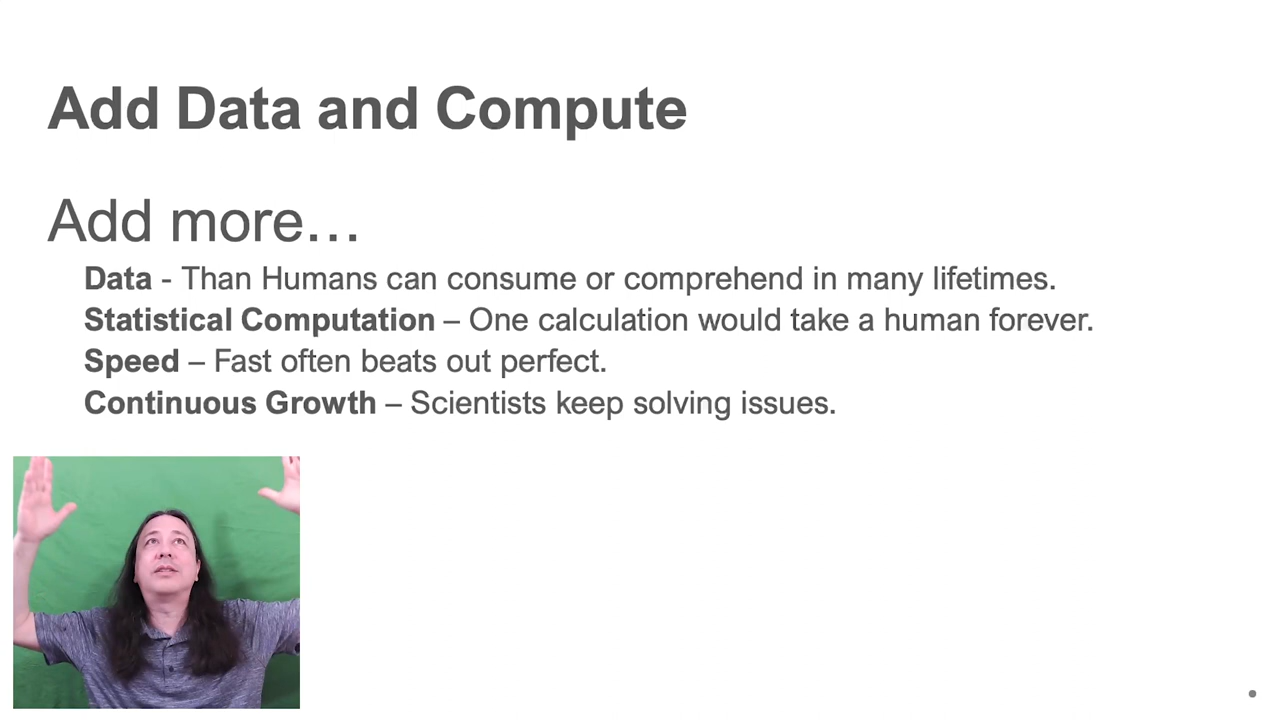 Add Data and Compute
Add more…
Data - Than Humans can consume or comprehend in many lifetimes.
Statistical Computation – One calculation would take a human forever.
Speed – Fast often beats out perfect.
Continuous Growth – Scientists keep solving issues.